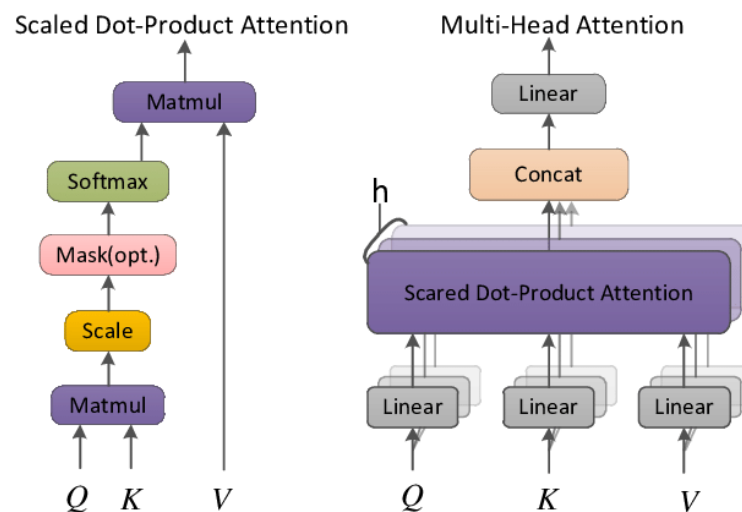 Scaled Dot-Product Attention
Matmul
Softmax
Mask(opt.)
Scale
Matmul
Q K V
Multi-Head Attention
Linear
Concat
h
Scared Dot-Product Attention
Linear Linear Linear
Q K V